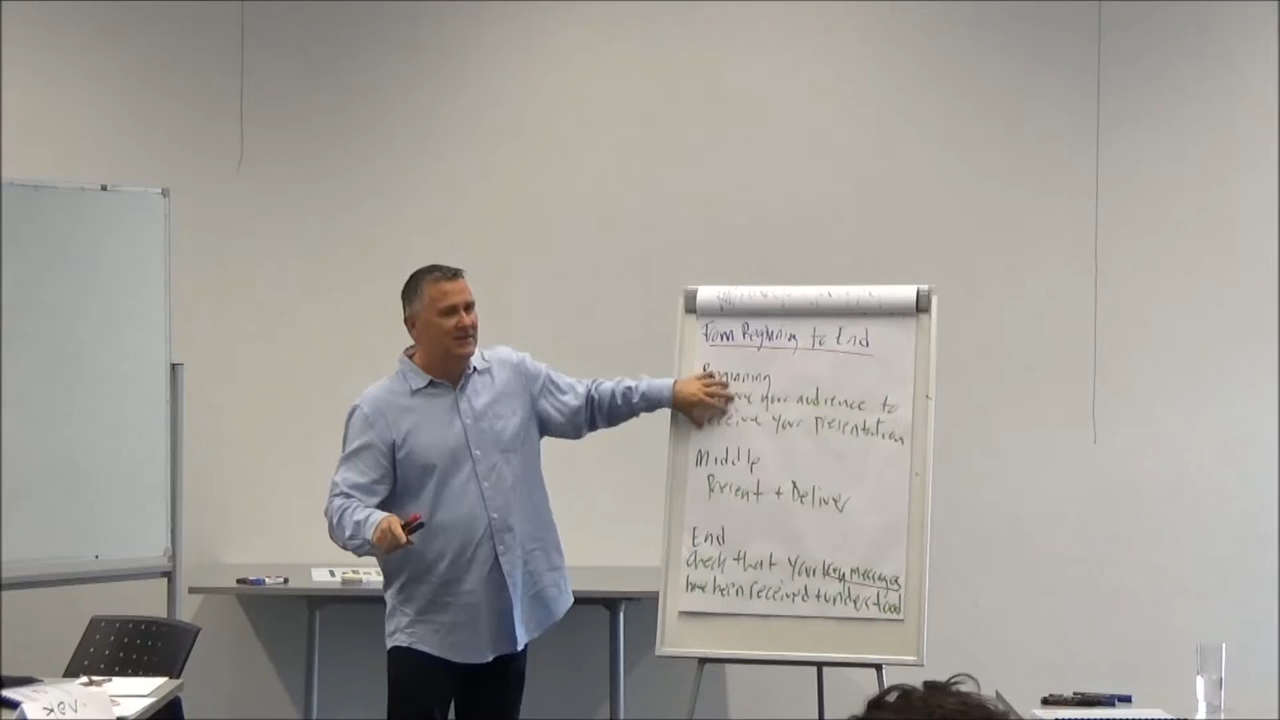 From Beginning to End
Beginning
your audience to
receive your presentation
Middle
Present + Deliver
End
Check that your key messages
have been received + understood